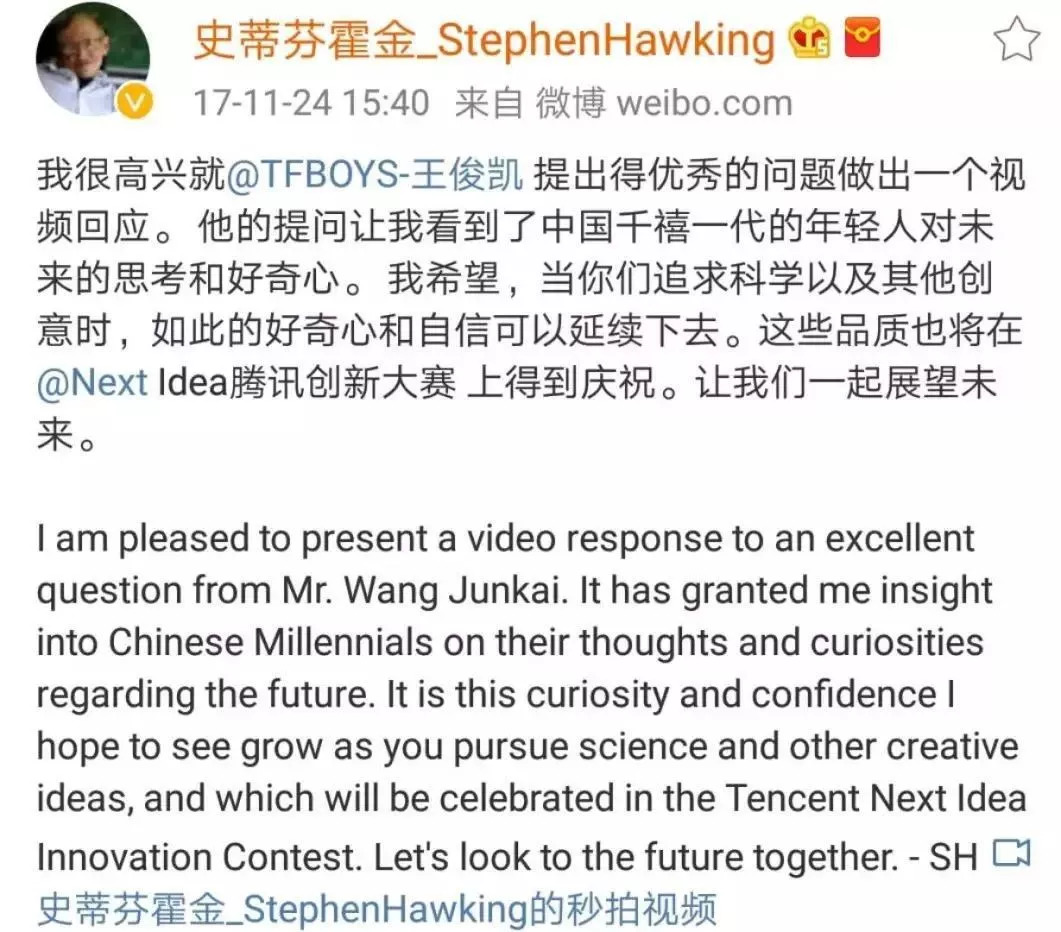 史蒂芬霍金_StephenHawking
17-11-24 15:40 来自 微博 weibo.com
我很高兴就@TFBOYS-王俊凯 提出得优秀的问题做出一个视
频回应。他的提问让我看到了中国千禧一代的年轻人对未
来的思考和好奇心。我希望，当你们追求科学以及其他创
意时，如此的好奇心和自信可以延续下去。这些品质也将在
@Next Idea腾讯创新大赛 上得到庆祝。让我们一起展望未
来。
I am pleased to present a video response to an excellent
question from Mr. Wang Junkai. It has granted me insight
into Chinese Millennials on their thoughts and curiosities
regarding the future. It is this curiosity and confidence I
hope to see grow as you pursue science and other creative
ideas, and which will be celebrated in the Tencent Next Idea
Innovation Contest. Let's look to the future together. - SH
史蒂芬霍金_StephenHawking的秒拍视频